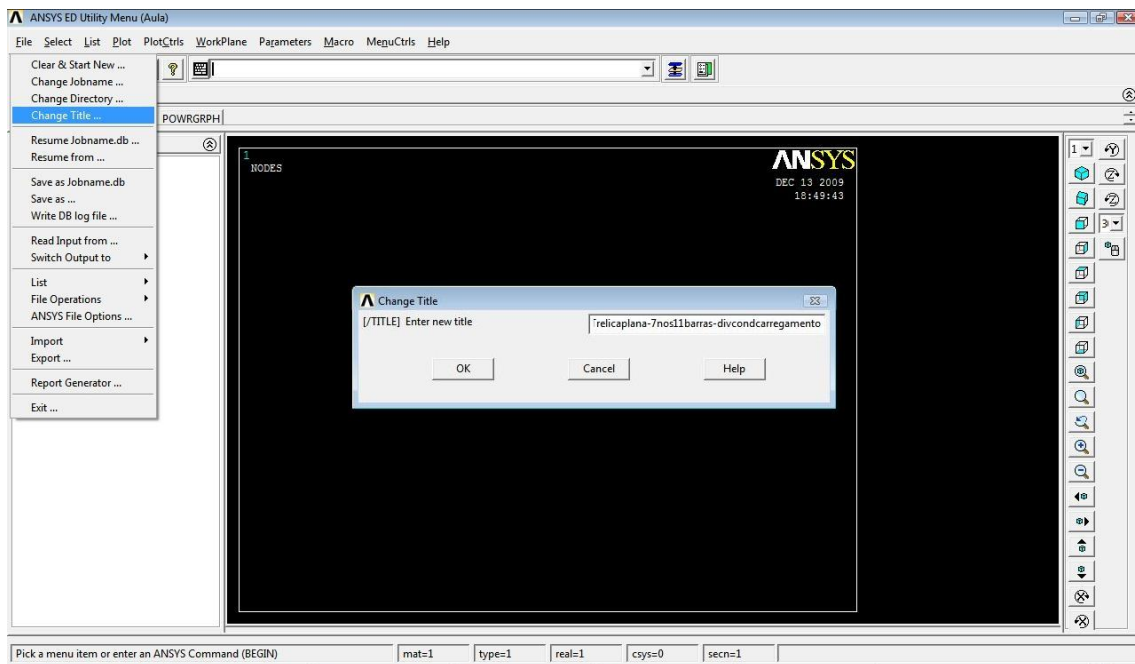 ANSYS ED Utility Menu (Aula)
File Select List Plot PlotCtrls WorkPlane Parameters Macro MenuCtrls Help
Clear & Start New ...
Change Jobname ...
Change Directory ...
Change Title ...
POWRGRPH
Resume Jobname.db ...
Resume from ...
Save as Jobname.db
Save as ...
Write DB log file ...
Read Input from ...
Switch Output to
List
File Operations
ANSYS File Options ...
Import
Export ...
Report Generator ...
Exit ...
1
NODES
ANSYS
DEC 13 2009
18:49:43
Change Title
[/TITLE] Enter new title
relicaplana-7nos11barras-divcondcarregamento
OK Cancel Help
1
3
Pick a menu item or enter an ANSYS Command (BEGIN) mat=1 type=1 real=1 csys=0 secn=1